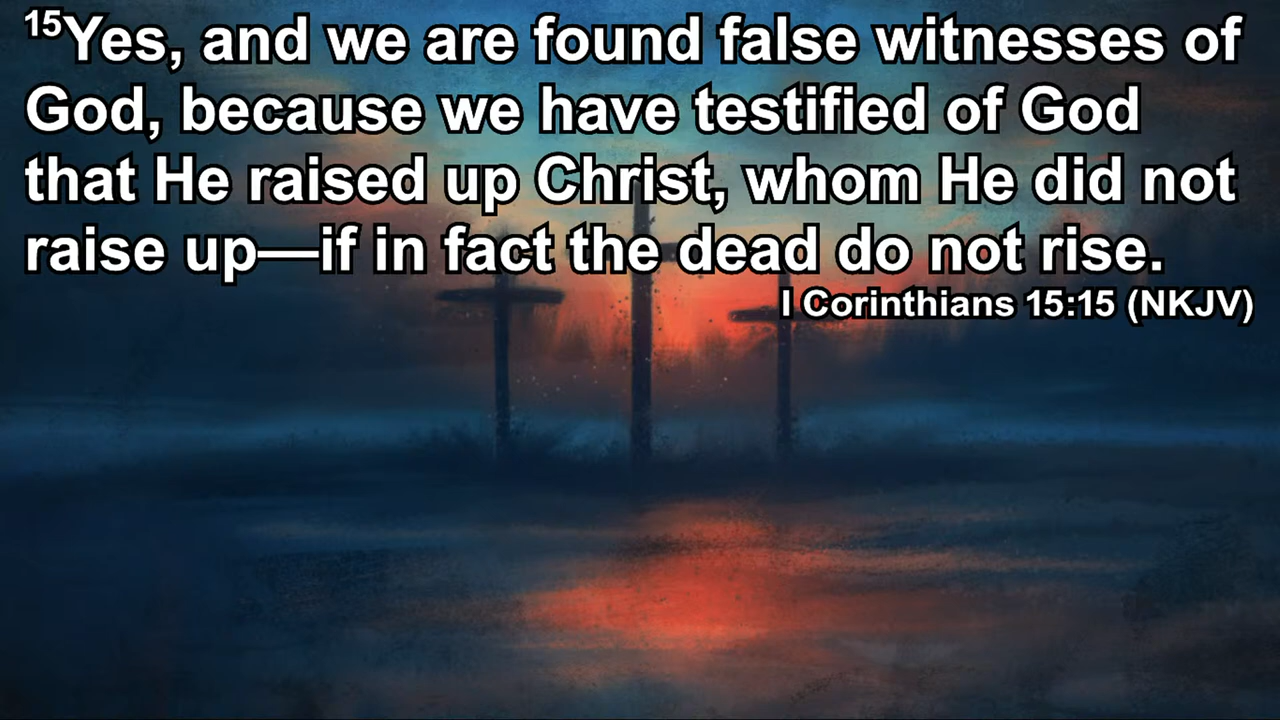 15Yes, and we are found false witnesses of
God, because we have testified of God
that He raised up Christ, whom He did not
raise up—if in fact the dead do not rise.
I Corinthians 15:15 (NKJV)